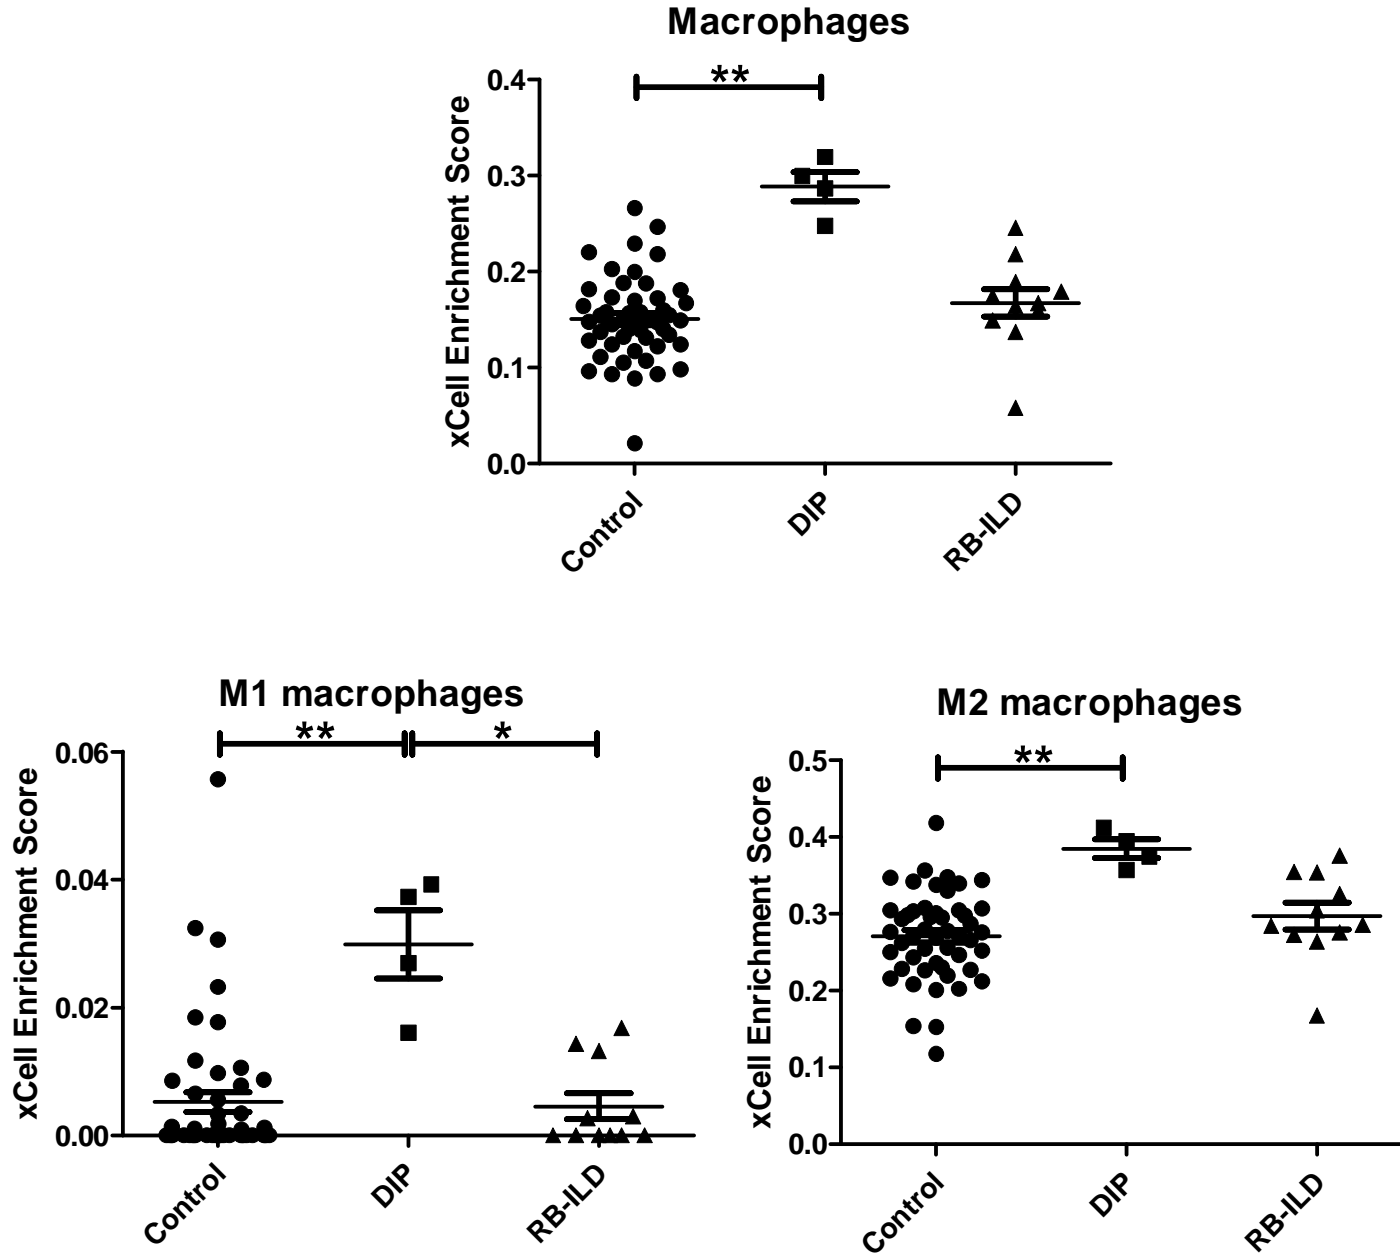 Macrophages
**
xCell Enrichment Score
0.4
0.3
0.2
0.1
0.0
Control
DIP
RB-ILD
M1 macrophages
**
*
xCell Enrichment Score
0.06
0.04
0.02
0.00
Control
DIP
RB-ILD
M2 macrophages
**
xCell Enrichment Score
0.5
0.4
0.3
0.2
0.1
0.0
Control
DIP
RB-ILD